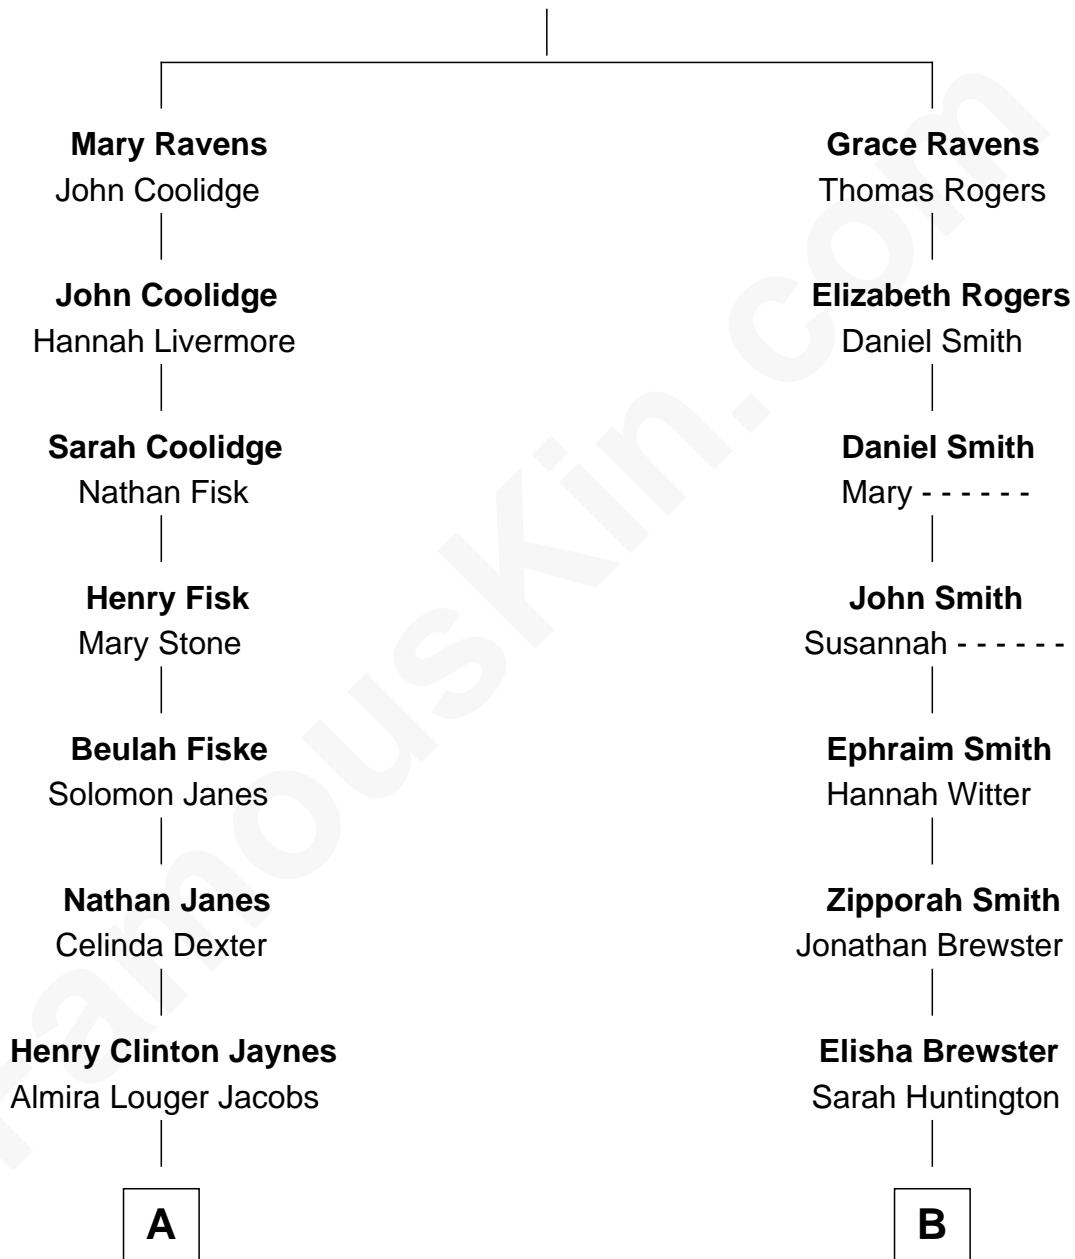 Mary Ravens
John Coolidge
John Coolidge
Hannah Livermore
Sarah Coolidge
Nathan Fisk
Henry Fisk
Mary Stone
Beulah Fiske
Solomon Janes
Nathan Janes
Celinda Dexter
Henry Clinton Jaynes
Almira Louger Jacobs
A
Grace Ravens
Thomas Rogers
Elizabeth Rogers
Daniel Smith
Daniel Smith
Mary - - - - - -
John Smith
Susannah - - - - - -
Ephraim Smith
Hannah Witter
Zipporah Smith
Jonathan Brewster
Elisha Brewster
Sarah Huntington
B
FamousKin.com